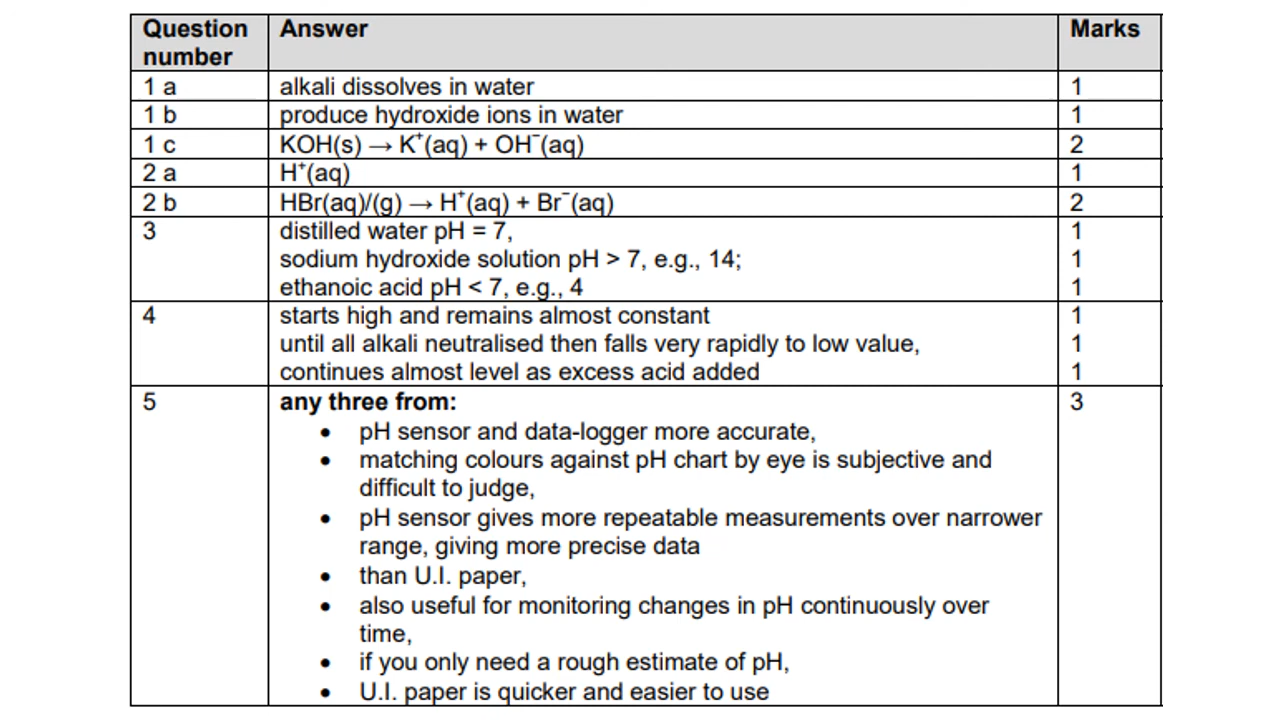 Question number Answer Marks
1 a alkali dissolves in water 1
1 b produce hydroxide ions in water 1
1 c KOH(s) → K⁺(aq) + OH⁻(aq) 2
2 a H⁺(aq) 1
2 b HBr(aq)/(g) → H⁺(aq) + Br⁻(aq) 2
3 distilled water pH = 7, 1
sodium hydroxide solution pH > 7, e.g., 14; 1
ethanoic acid pH < 7, e.g., 4 1
4 starts high and remains almost constant 1
until all alkali neutralised then falls very rapidly to low value, 1
continues almost level as excess acid added 1
5 any three from: 3
• pH sensor and data-logger more accurate,
• matching colours against pH chart by eye is subjective and
difficult to judge,
• pH sensor gives more repeatable measurements over narrower
range, giving more precise data
• than U.I. paper,
• also useful for monitoring changes in pH continuously over
time,
• if you only need a rough estimate of pH,
• U.I. paper is quicker and easier to use